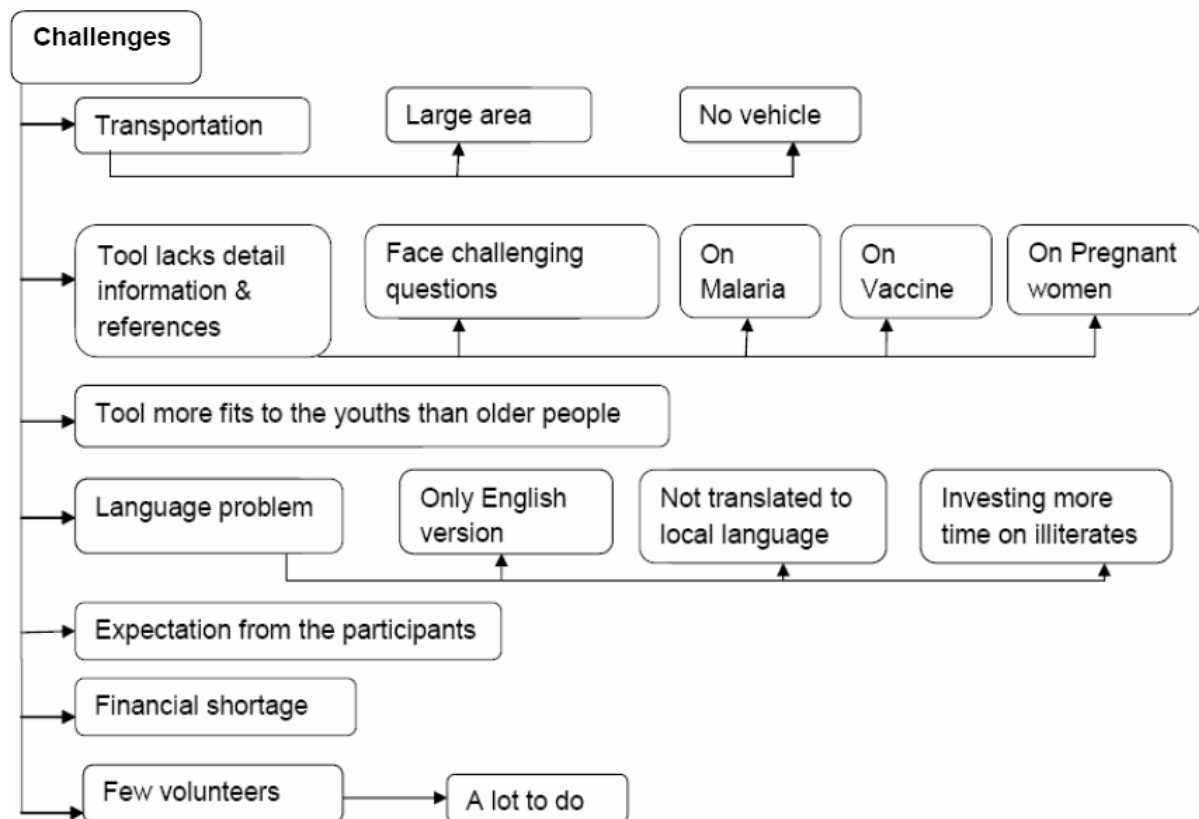 Challenges
Transportation
Large area
No vehicle
Tool lacks detail
information &
references
Face challenging
questions
On
Malaria
On
Vaccine
On Pregnant
women
Tool more fits to the youths than older people
Language problem
Only English
version
Not translated to
local language
Investing more
time on illiterates
Expectation from the participants
Financial shortage
Few volunteers
A lot to do